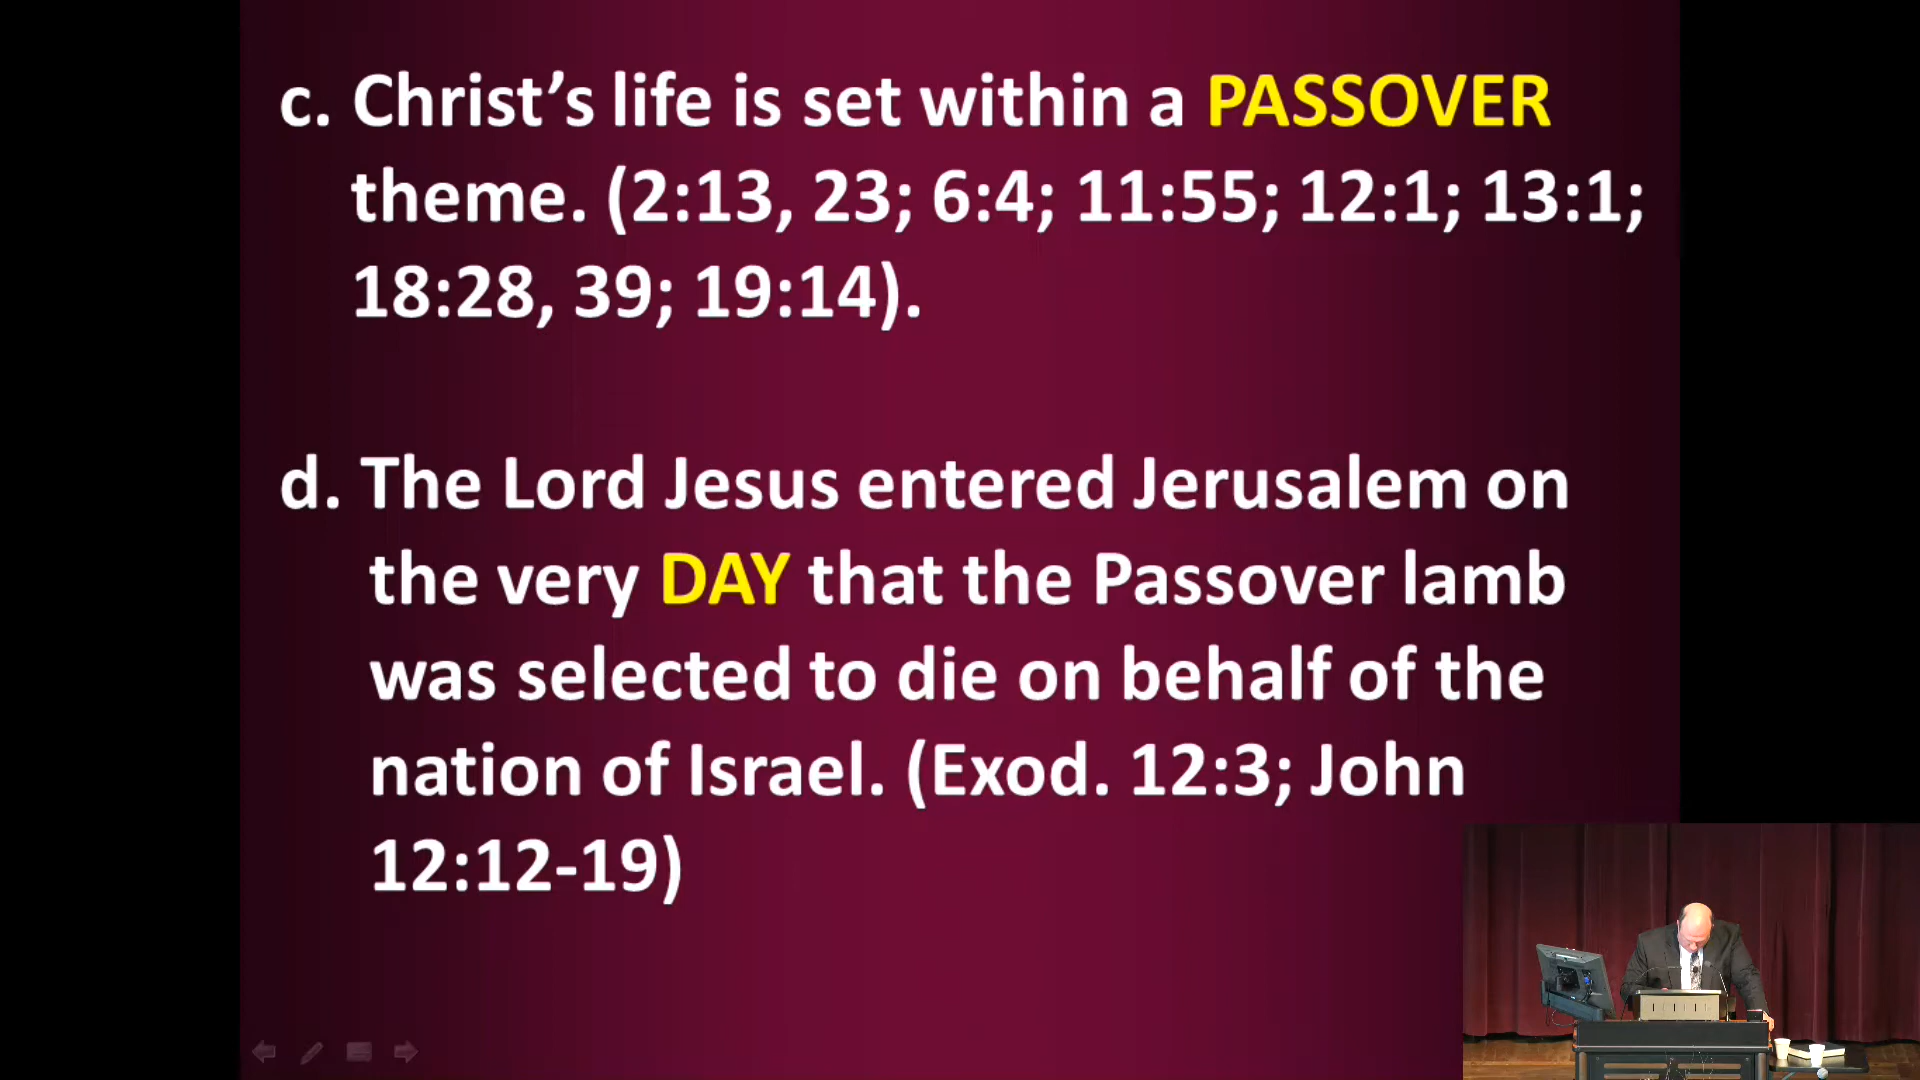 c. Christ’s life is set within a PASSOVER
theme. (2:13, 23; 6:4; 11:55; 12:1; 13:1;
18:28, 39; 19:14).
d. The Lord Jesus entered Jerusalem on
the very DAY that the Passover lamb
was selected to die on behalf of the
nation of Israel. (Exod. 12:3; John
12:12-19)